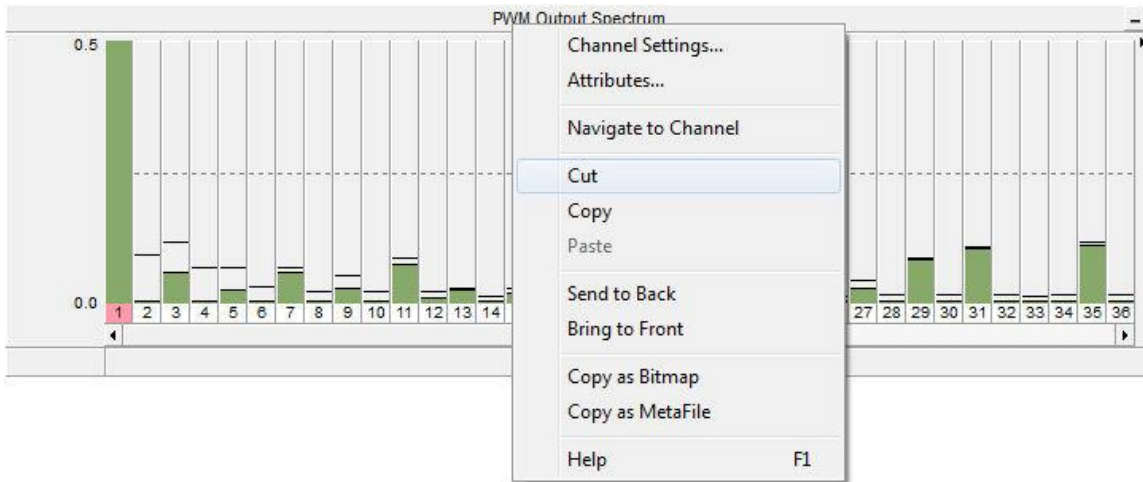 PWM Output Spectrum
0.5
0.0
1 2 3 4 5 6 7 8 9 10 11 12 13 14
27 28 29 30 31 32 33 34 35 36
Channel Settings...
Attributes...
Navigate to Channel
Cut
Copy
Paste
Send to Back
Bring to Front
Copy as Bitmap
Copy as MetaFile
Help F1